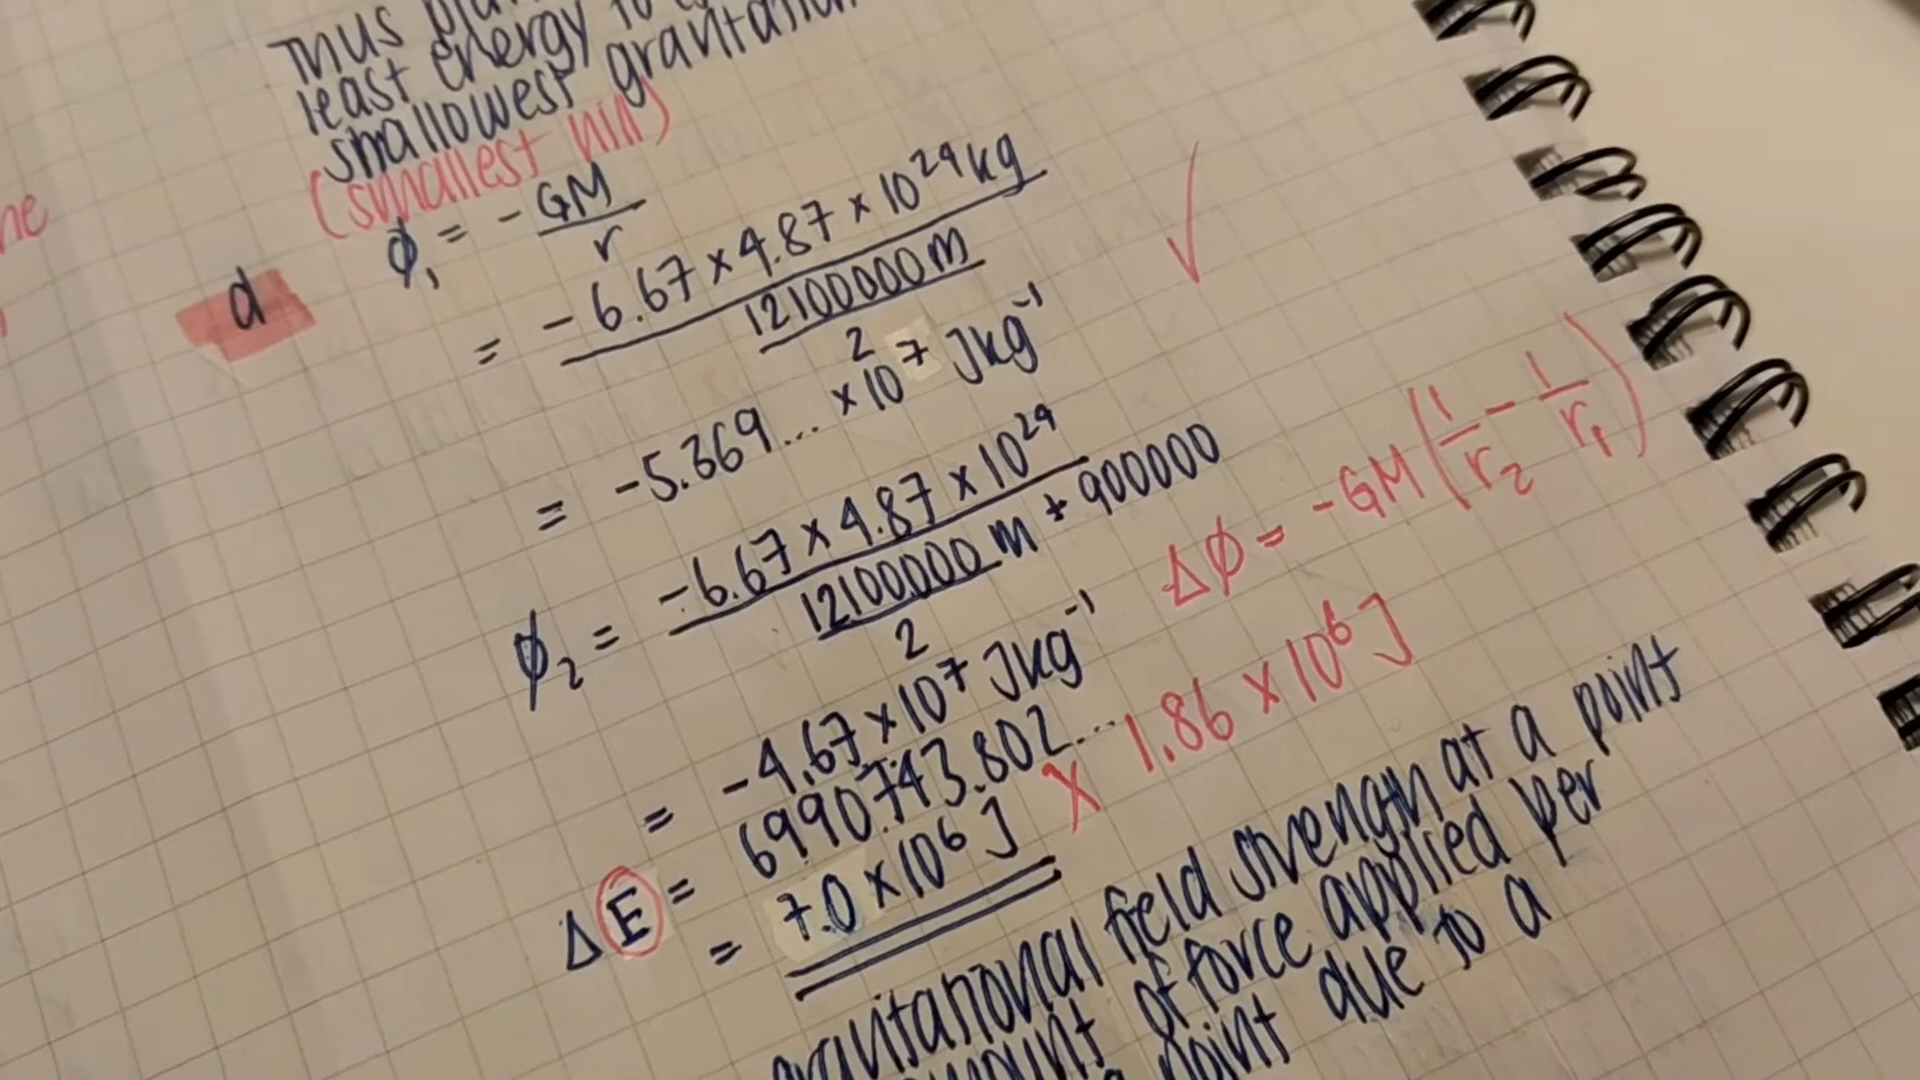 Thus
least energy to
smallowest gravitation
(smallest hill)
d
ϕ₁ = - GM / r
= -6.67 × 4.87 × 10²⁴ kg / (12100000 m / 2)
= -5.369... × 10⁷ Jkg⁻¹
ϕ₂ = -6.67 × 4.87 × 10²⁴ / (12100000 m / 2 + 900000)
= -4.67 × 10⁷ Jkg⁻¹
Δϕ = -GM (1/r₂ - 1/r₁)
ΔE = 6990743.802...
= 7.0 × 10⁶ J
X 1.86 × 10⁶ J
gravitational field strength at a point
of force applied per
point due to a